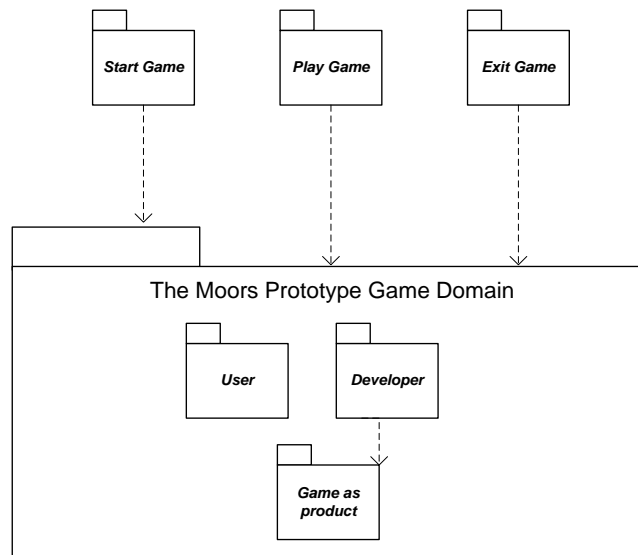 Start Game
Play Game
Exit Game
The Moors Prototype Game Domain
User
Developer
Game as
product